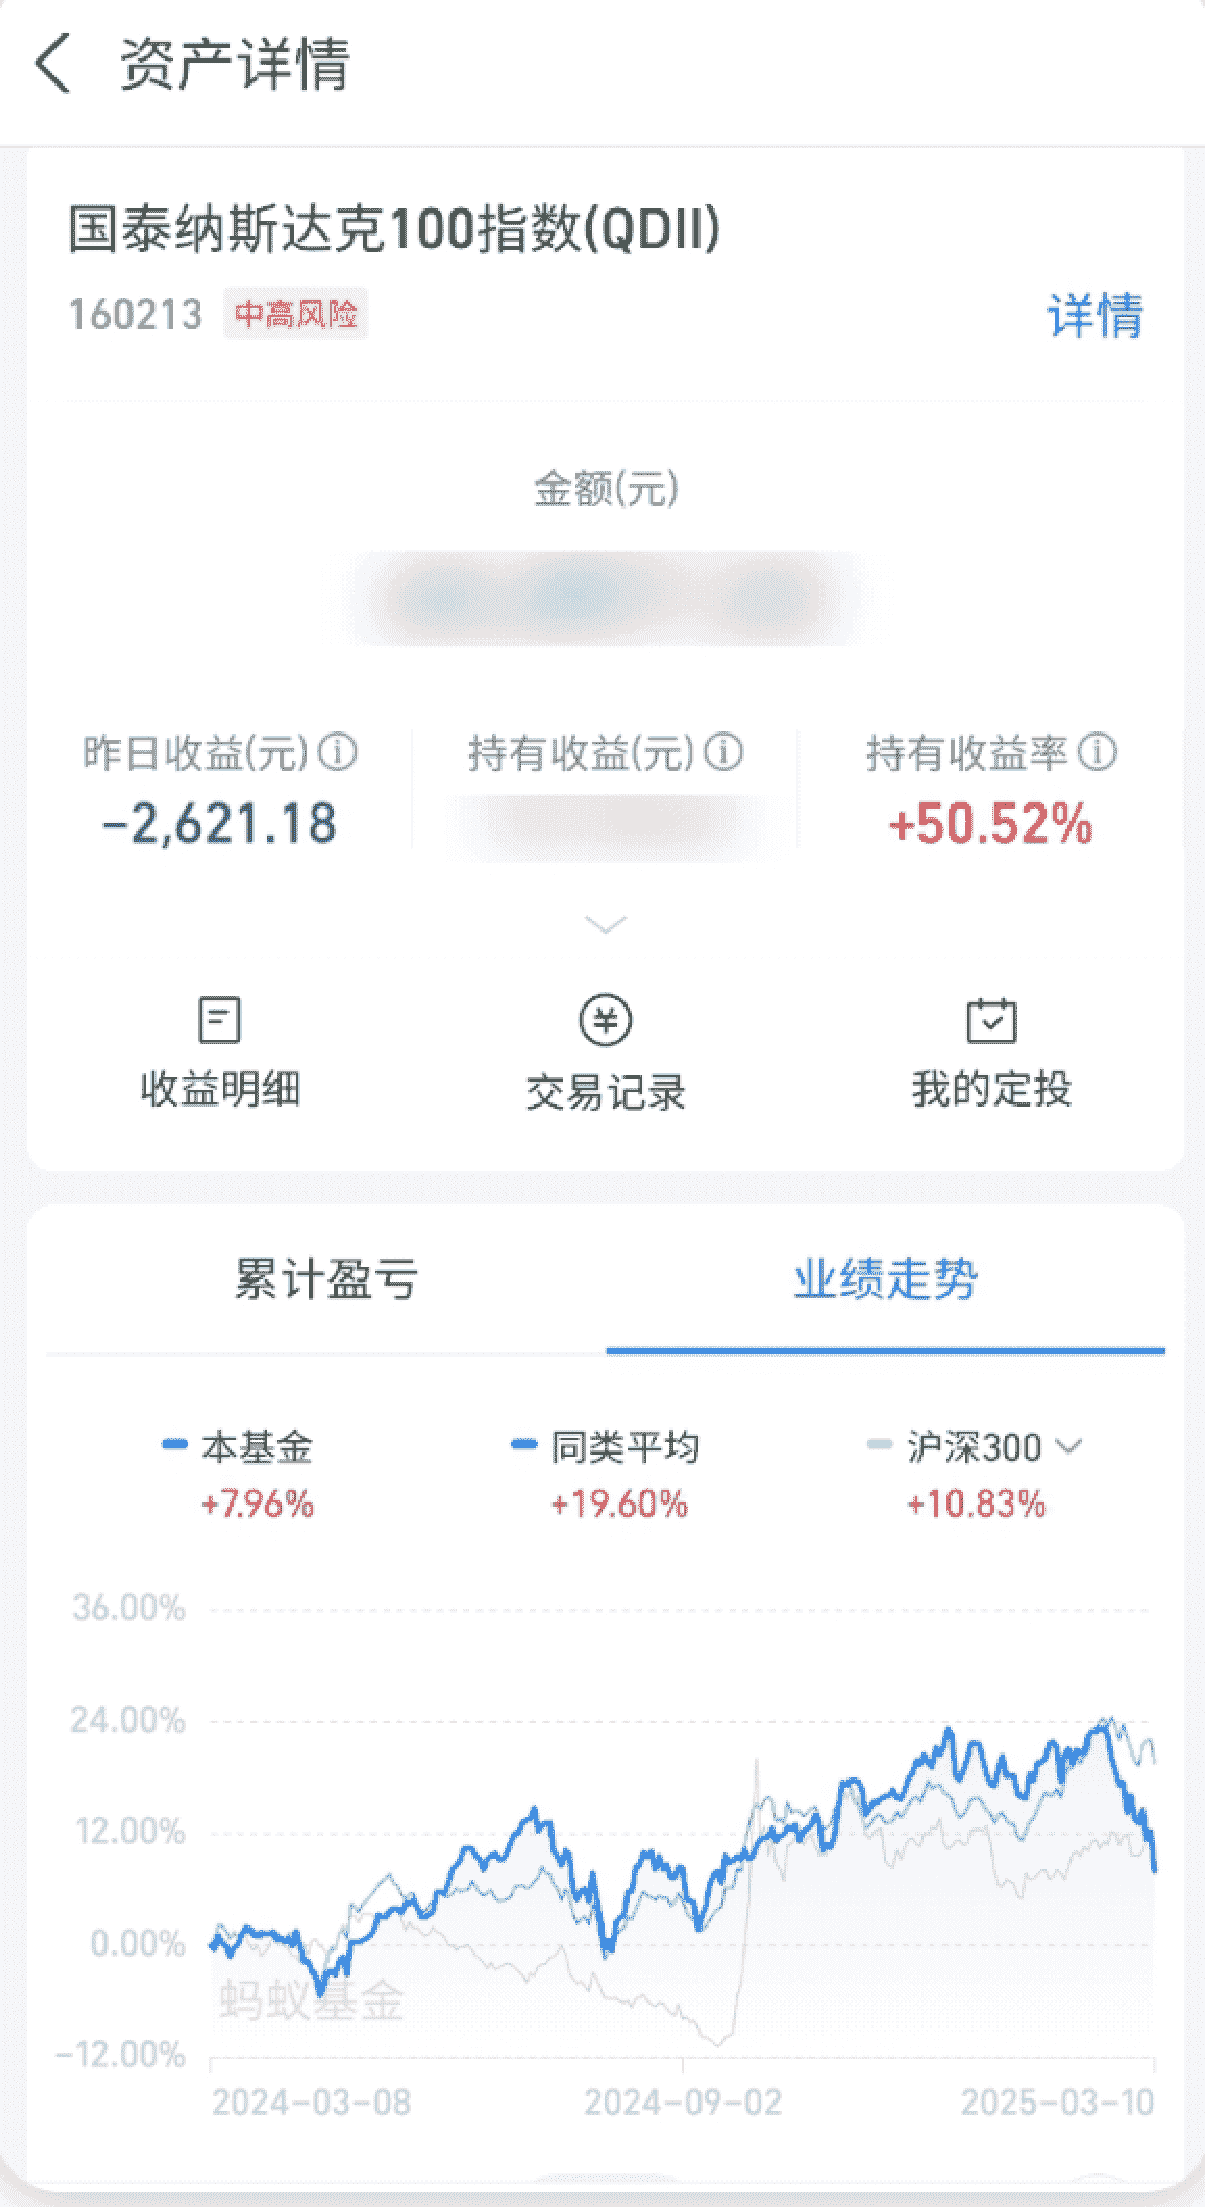 资产详情
国泰纳斯达克100指数(QDII)
160213 中高风险 详情
金额(元)
昨日收益(元) 持有收益(元) 持有收益率
-2,621.18 +50.52%
收益明细 交易记录 我的定投
累计盈亏 业绩走势
本基金 同类平均 沪深300
+7.96% +19.60% +10.83%
36.00%
24.00%
12.00%
0.00%
蚂蚁基金
-12.00%
2024-03-08 2024-09-02 2025-03-10